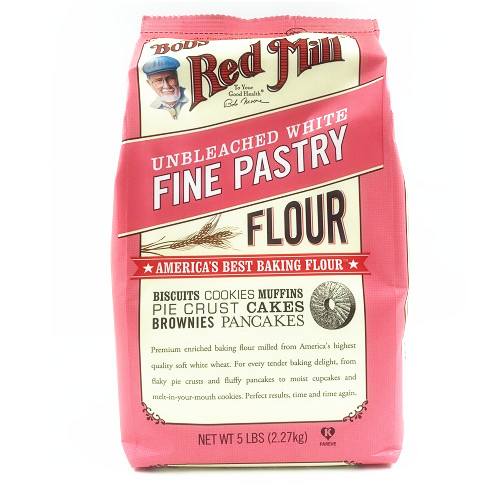 BOB'S
Red Mill
To Your
Good Health®
Bob Moore
UNBLEACHED WHITE
FINE PASTRY
FLOUR
★ AMERICA'S BEST BAKING FLOUR™ ★
BISCUITS COOKIES MUFFINS
PIE CRUST CAKES
BROWNIES PANCAKES
Premium enriched baking flour milled from America's highest
quality soft white wheat. For every tender baking delight, from
flaky pie crusts and fluffy pancakes to moist cupcakes and
melt-in-your-mouth cookies. Perfect results, time and time again.
NET WT 5 LBS (2.27kg)
K
PAREVE